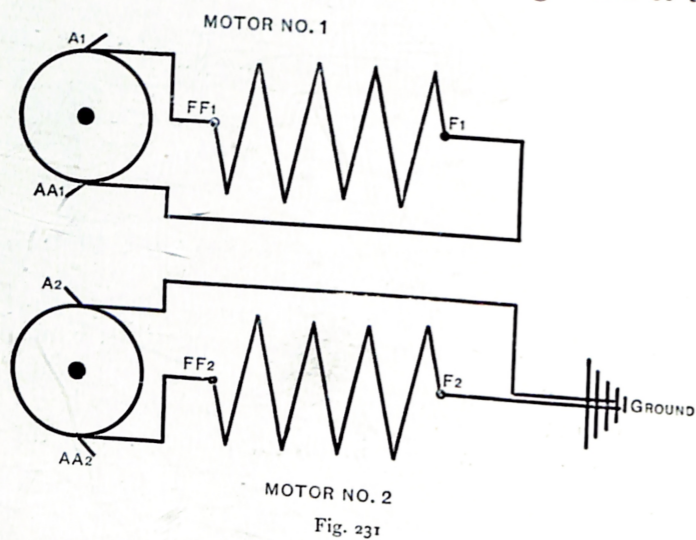 MOTOR NO. 1
A1
FF1
F1
AA1
A2
FF2
F2
GROUND
AA2
MOTOR NO. 2
Fig. 231